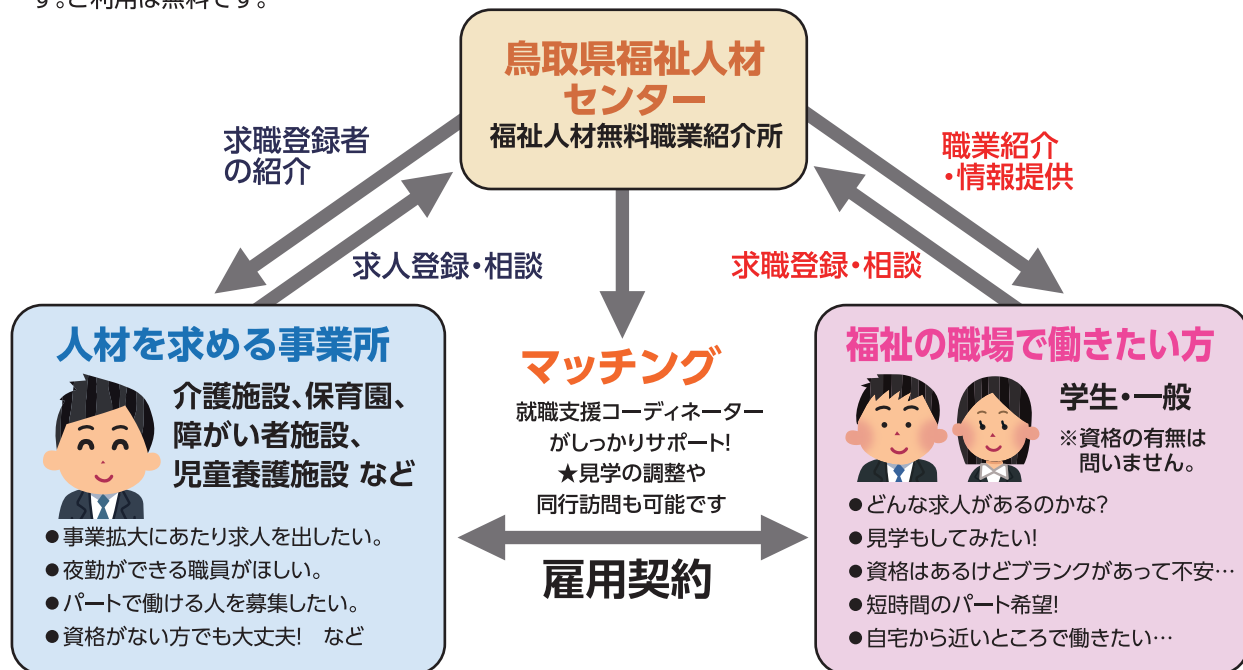 す。ご利用は無料です。
鳥取県福祉人材
センター
福祉人材無料職業紹介所
求職登録者
の紹介
職業紹介
・情報提供
求人登録・相談
求職登録・相談
人材を求める事業所
介護施設、保育園、
障がい者施設、
児童養護施設 など
●事業拡大にあたり求人を出したい。
●夜勤ができる職員がほしい。
●パートで働ける人を募集したい。
●資格がない方でも大丈夫! など
マッチング
就職支援コーディネーター
がしっかりサポート!
★見学の調整や
同行訪問も可能です
雇用契約
福祉の職場で働きたい方
学生・一般
※資格の有無は
問いません。
●どんな求人があるのかな?
●見学もしてみたい!
●資格はあるけどブランクがあって不安…
●短時間のパート希望!
●自宅から近いところで働きたい…